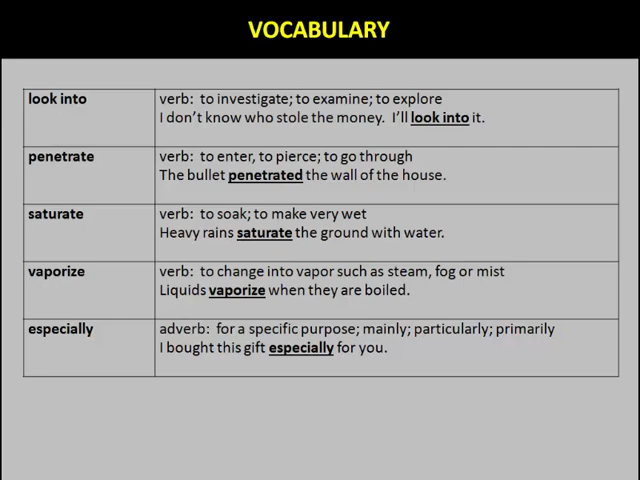 VOCABULARY
look into
verb: to investigate; to examine; to explore
I don't know who stole the money. I'll look into it.
penetrate
verb: to enter, to pierce; to go through
The bullet penetrated the wall of the house.
saturate
verb: to soak; to make very wet
Heavy rains saturate the ground with water.
vaporize
verb: to change into vapor such as steam, fog or mist
Liquids vaporize when they are boiled.
especially
adverb: for a specific purpose; mainly; particularly; primarily
I bought this gift especially for you.